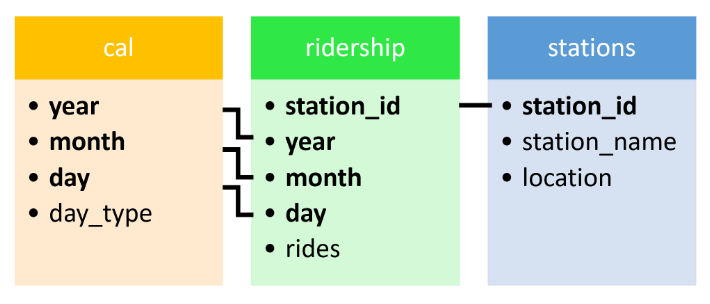 cal
• year
• month
• day
• day_type
ridership
• station_id
• year
• month
• day
• rides
stations
• station_id
• station_name
• location